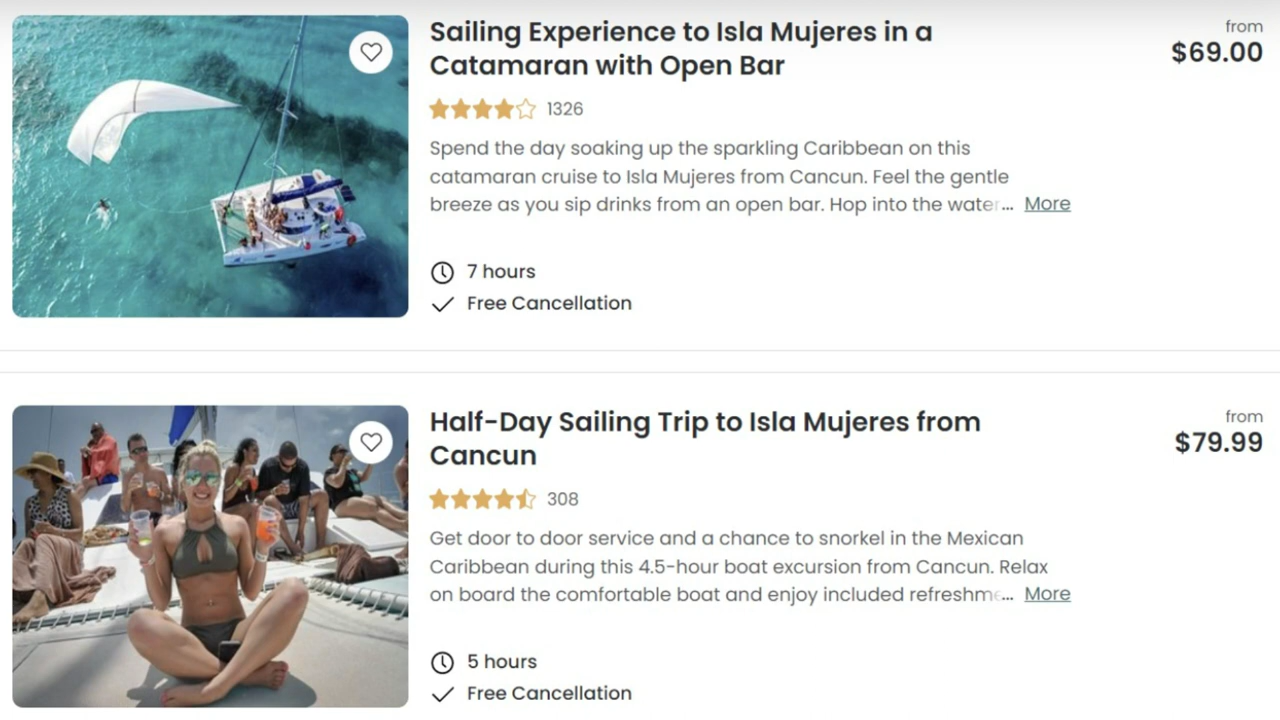 Sailing Experience to Isla Mujeres in a
Catamaran with Open Bar
from
$69.00
1326
Spend the day soaking up the sparkling Caribbean on this
catamaran cruise to Isla Mujeres from Cancun. Feel the gentle
breeze as you sip drinks from an open bar. Hop into the water... More
7 hours
Free Cancellation
Half-Day Sailing Trip to Isla Mujeres from
Cancun
from
$79.99
308
Get door to door service and a chance to snorkel in the Mexican
Caribbean during this 4.5-hour boat excursion from Cancun. Relax
on board the comfortable boat and enjoy included refreshme... More
5 hours
Free Cancellation